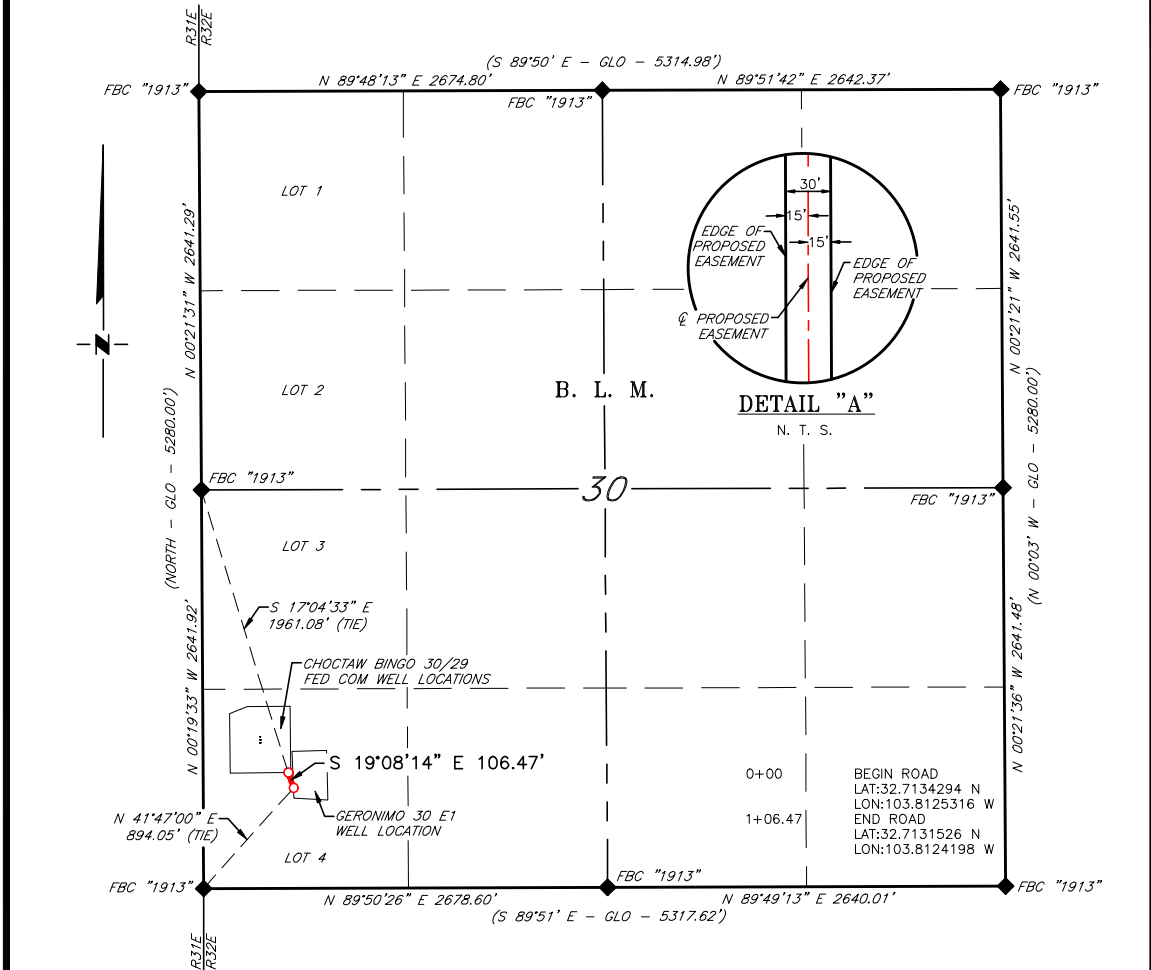 R31E
R32E
(S 89°50' E - GLO - 5314.98')
N 89°48'13" E 2674.80'
N 89°51'42" E 2642.37'
FBC "1913"
FBC "1913"
FBC "1913"
LOT 1
30'
15'
15'
EDGE OF
PROPOSED
EASEMENT
EDGE OF
PROPOSED
EASEMENT
℄ PROPOSED
EASEMENT
N 00°21'31" W 2641.29'
N 00°21'21" W 2641.55'
N
LOT 2
B. L. M.
DETAIL "A"
N. T. S.
(NORTH - GLO - 5280.00')
(N 00°03' W - GLO - 5280.00')
FBC "1913"
30
FBC "1913"
LOT 3
S 17°04'33" E
1961.08' (TIE)
CHOCTAW BINGO 30/29
FED COM WELL LOCATIONS
N 00°19'33" W 2641.92'
N 00°21'36" W 2641.48'
S 19°08'14" E 106.47'
0+00 BEGIN ROAD
LAT:32.7134294 N
LON:103.8125316 W
1+06.47 END ROAD
LAT:32.7131526 N
LON:103.8124198 W
N 41°47'00" E
894.05' (TIE)
GERONIMO 30 E1
WELL LOCATION
LOT 4
FBC "1913"
FBC "1913"
FBC "1913"
N 89°50'26" E 2678.60'
N 89°49'13" E 2640.01'
(S 89°51' E - GLO - 5317.62')
R31E
R32E